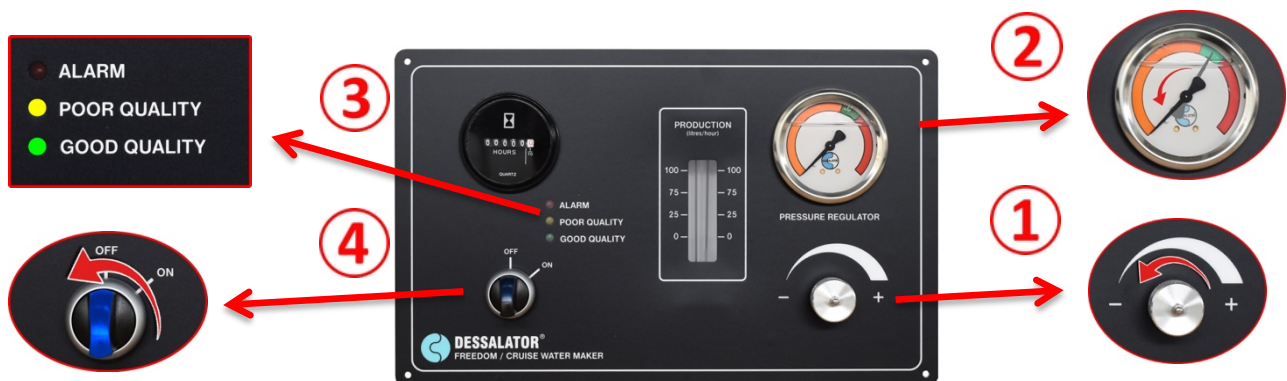 ALARM
POOR QUALITY
GOOD QUALITY
3
4
OFF
ON
HOURS
QUARTZ
ALARM
POOR QUALITY
GOOD QUALITY
OFF
ON
DESSALATOR®
FREEDOM / CRUISE WATER MAKER
PRODUCTION
(litres/hour)
100 100
75 75
25 25
0 0
PRESSURE REGULATOR
- +
2
1
- +